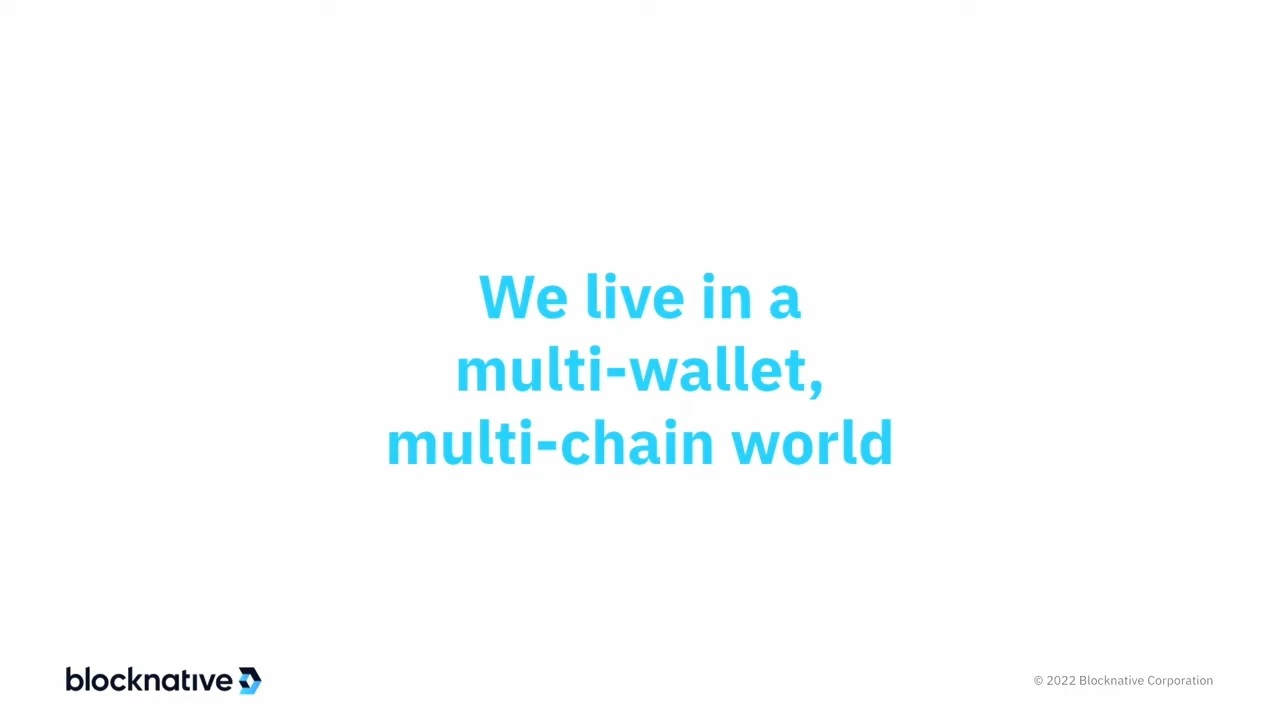 We live in a
multi-wallet,
multi-chain world
blocknative
© 2022 Blocknative Corporation